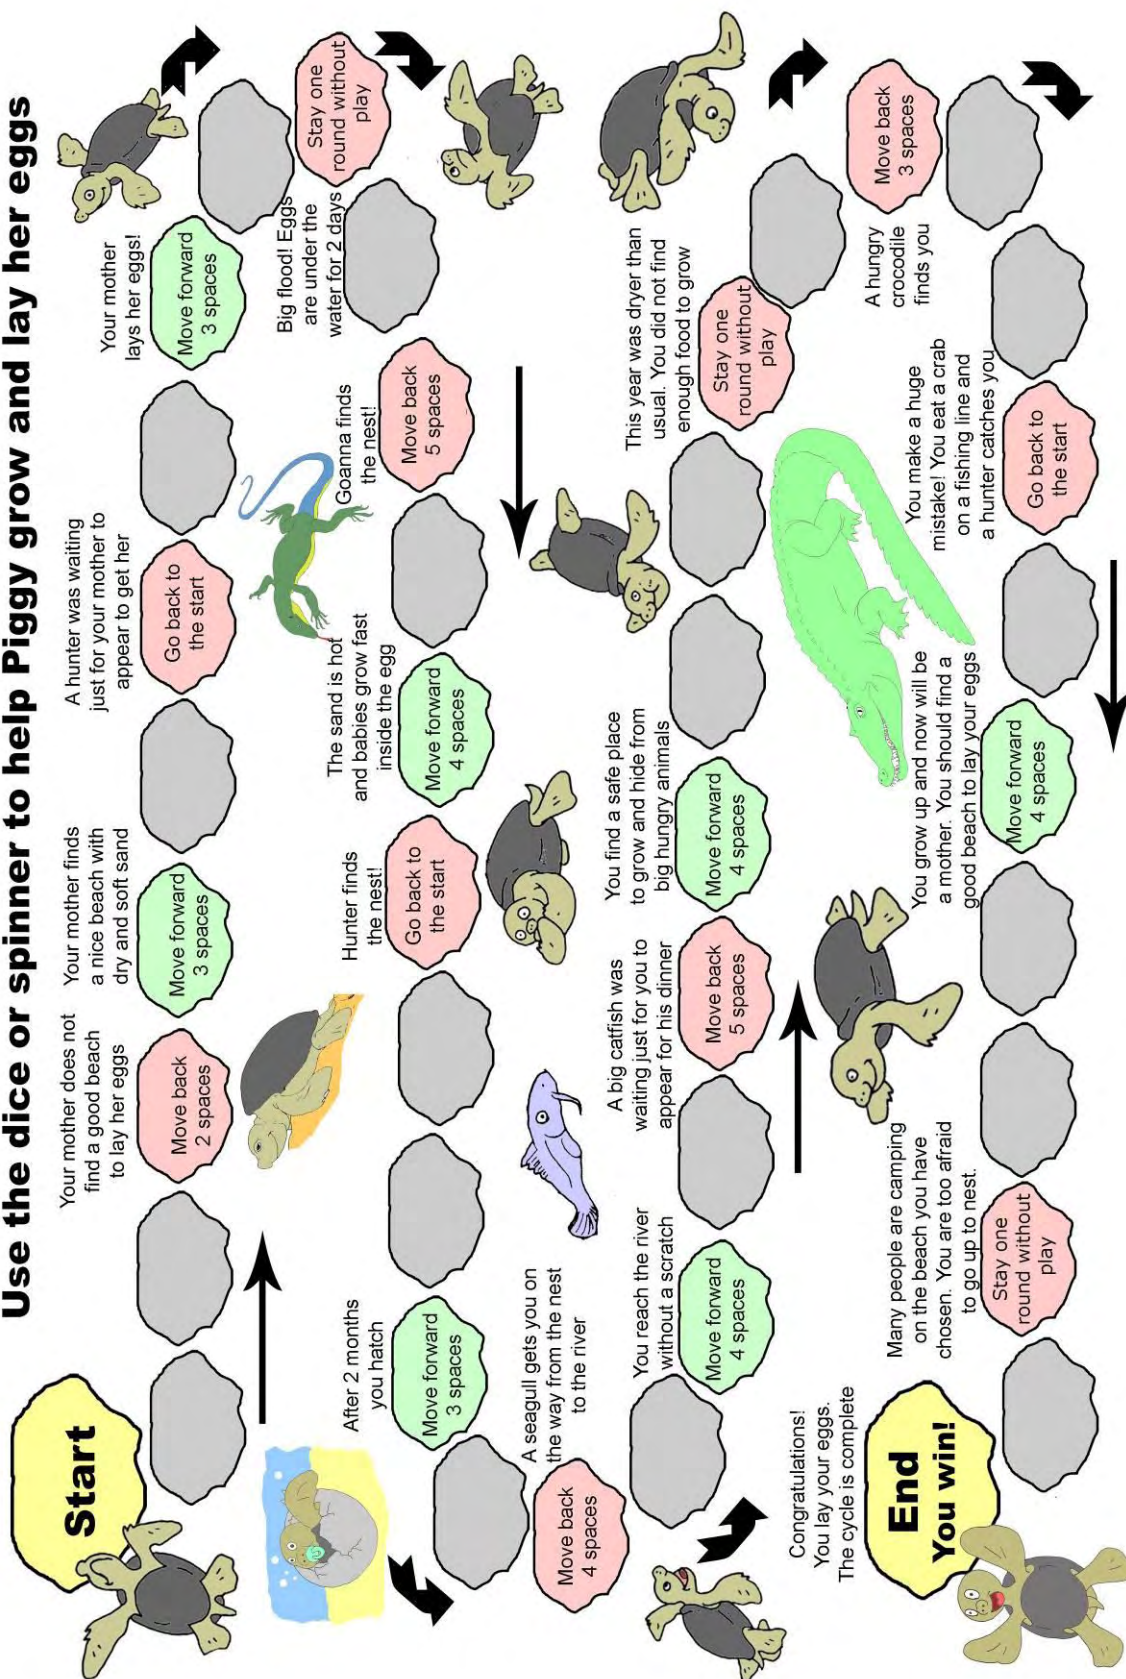 Use the dice or spinner to help Piggy grow and lay her eggs
Start
Your mother does not
find a good beach
to lay her eggs
Move back
2 spaces
Your mother finds
a nice beach with
dry and soft sand
Move forward
3 spaces
A hunter was waiting
just for your mother to
appear to get her
Go back to
the start
Your mother
lays her eggs!
Move forward
3 spaces
Stay one
round without
play
Big flood! Eggs
are under the
water for 2 days
Goanna finds
the nest!
Move back
5 spaces
The sand is hot
and babies grow fast
inside the egg
Move forward
4 spaces
Hunter finds
the nest!
Go back to
the start
After 2 months
you hatch
Move forward
3 spaces
A seagull gets you on
the way from the nest
to the river
Move back
4 spaces
You reach the river
without a scratch
Move forward
4 spaces
A big catfish was
waiting just for you to
appear for his dinner
Move back
5 spaces
You find a safe place
to grow and hide from
big hungry animals
Move forward
4 spaces
This year was dryer than
usual. You did not find
enough food to grow
Stay one
round without
play
Move back
3 spaces
A hungry
crocodile
finds you
You make a huge
mistake! You eat a crab
on a fishing line and
a hunter catches you
Go back to
the start
You grow up and now will be
a mother. You should find a
good beach to lay your eggs
Move forward
4 spaces
Many people are camping
on the beach you have
chosen. You are too afraid
to go up to nest.
Stay one
round without
play
Congratulations!
You lay your eggs.
The cycle is complete
End
You win!